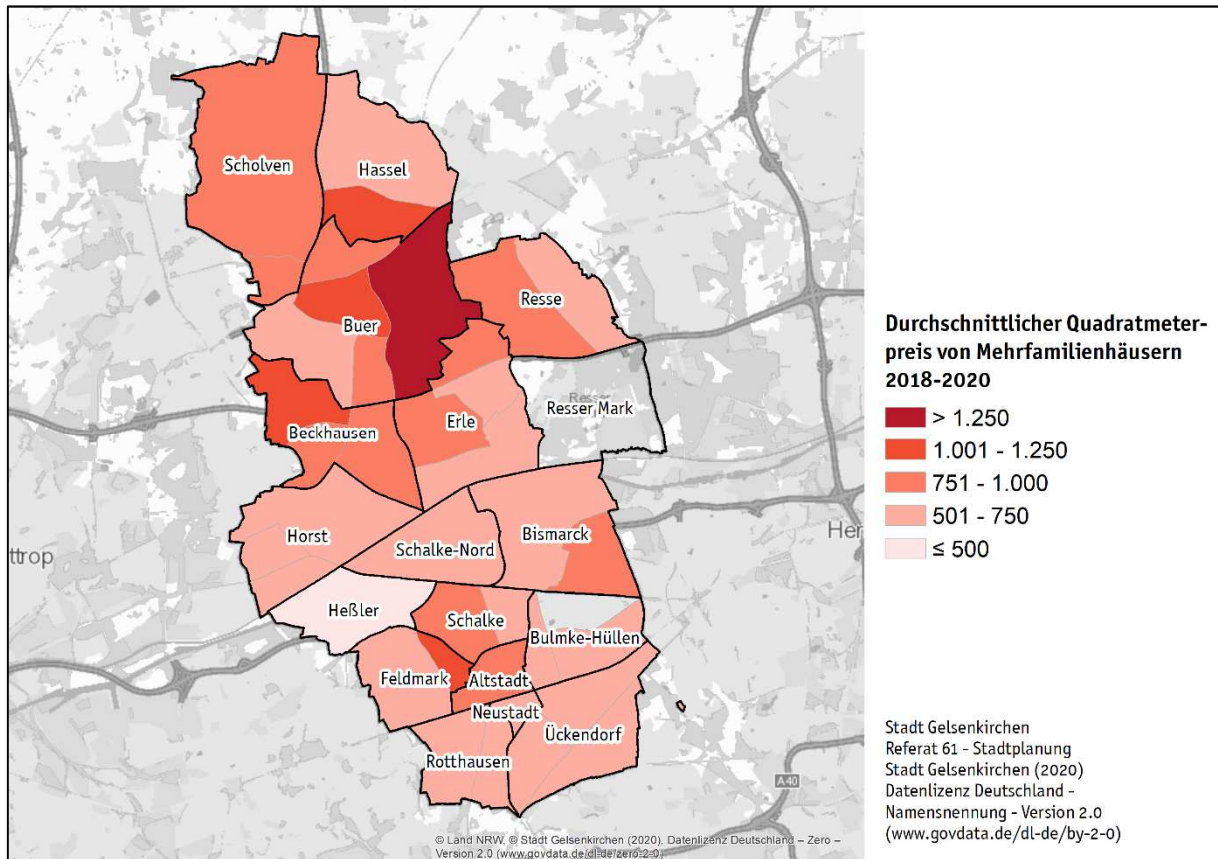 Scholven
Hassel
Resse
Buer
Resser Mark
Erle
Beckhausen
Horst
Schalke-Nord
Bismarck
Her
ttrop
Heßler
Schalke
Bulmke-Hüllen
Feldmark
Altstadt
Neustadt
Ückendorf
Rotthausen
A40
© Land NRW, © Stadt Gelsenkirchen (2020). Datenlizenz Deutschland – Zero –
Version 2.0 (www.govdata.de/dl-de/zero-2-0)
Durchschnittlicher Quadratmeter-
preis von Mehrfamilienhäusern
2018-2020
> 1.250
1.001 - 1.250
751 - 1.000
501 - 750
≤ 500
Stadt Gelsenkirchen
Referat 61 - Stadtplanung
Stadt Gelsenkirchen (2020)
Datenlizenz Deutschland -
Namensnennung - Version 2.0
(www.govdata.de/dl-de/by-2-0)